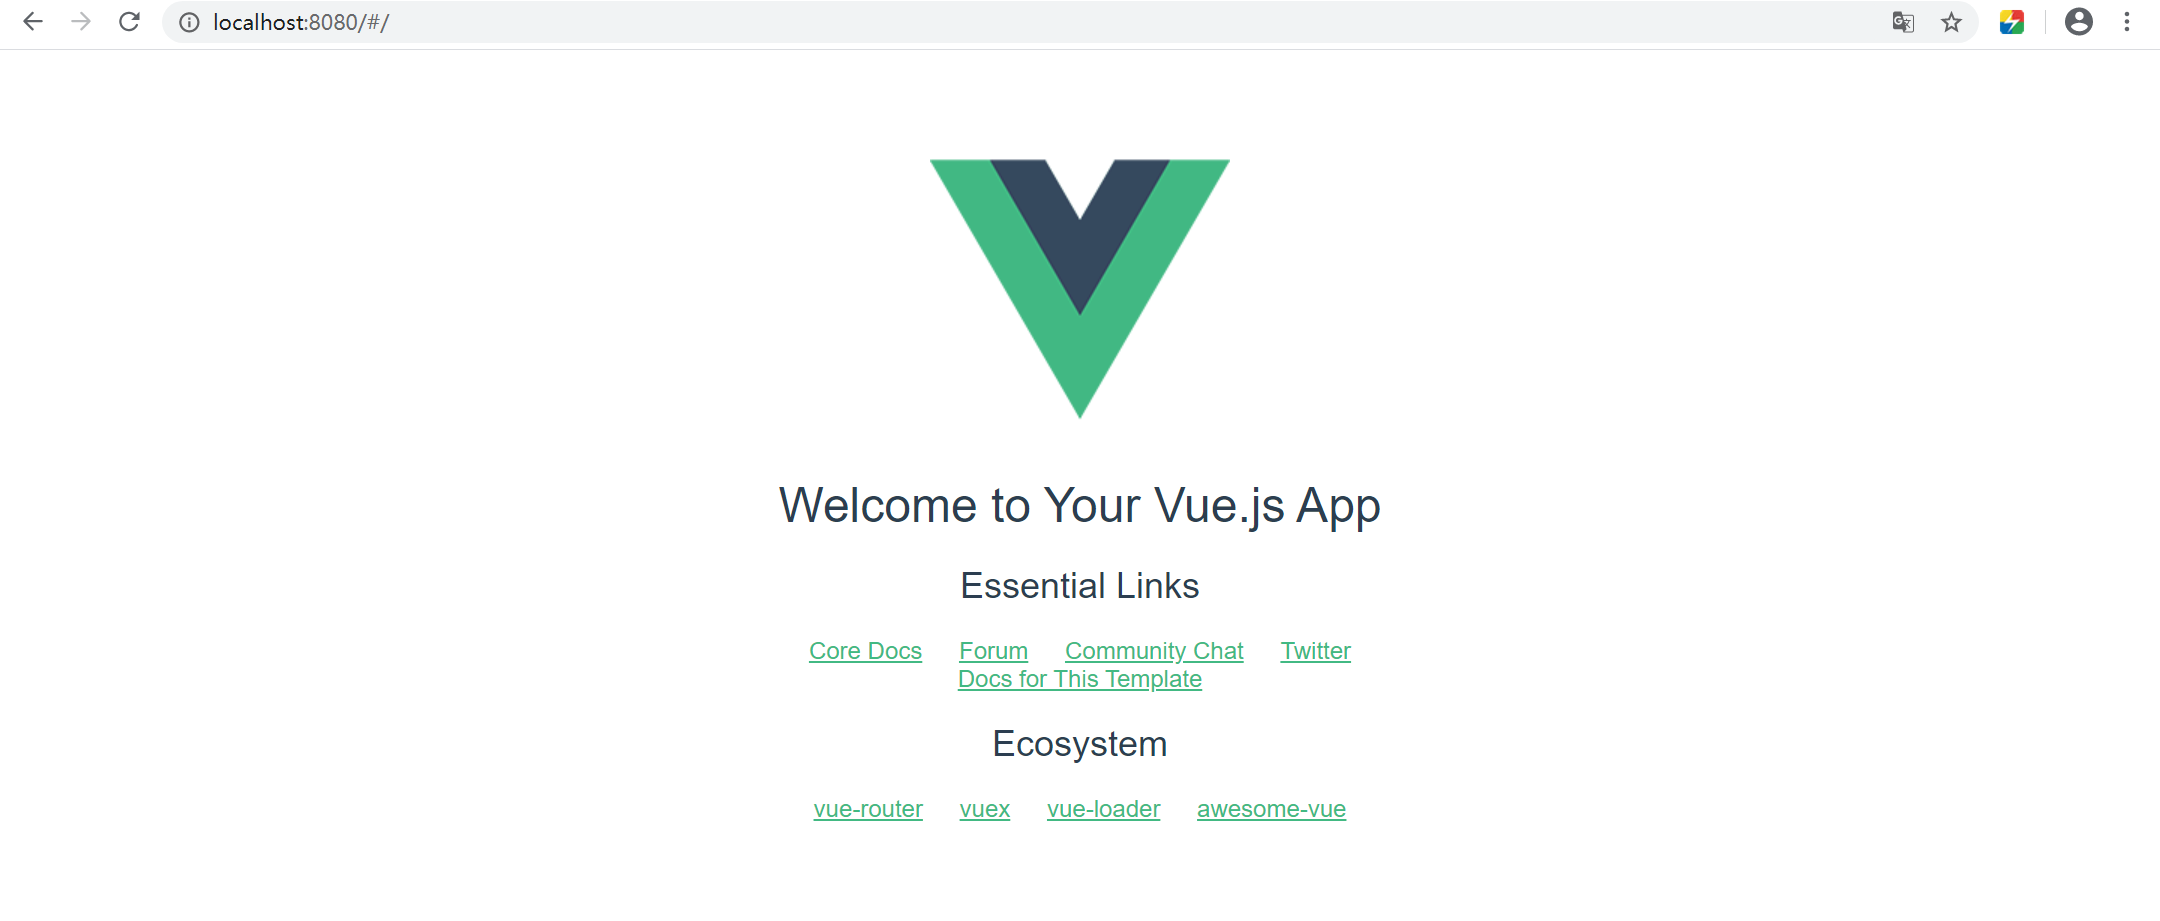 localhost:8080/#/
Welcome to Your Vue.js App
Essential Links
Core Docs Forum Community Chat Twitter
Docs for This Template
Ecosystem
vue-router vuex vue-loader awesome-vue